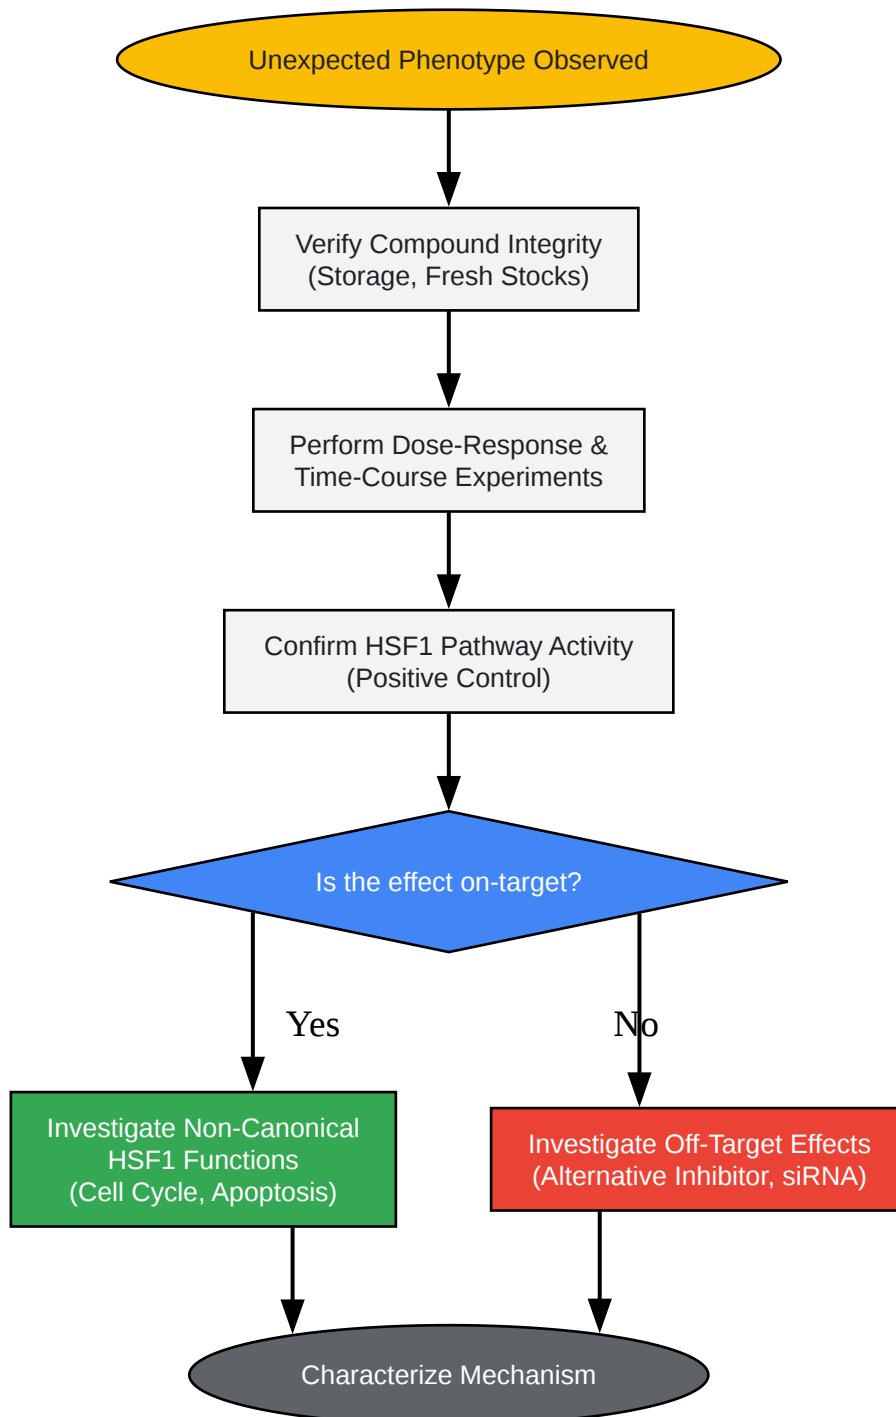 Unexpected Phenotype Observed
Verify Compound Integrity
(Storage, Fresh Stocks)
Perform Dose-Response &
Time-Course Experiments
Confirm HSF1 Pathway Activity
(Positive Control)
Is the effect on-target?
Yes
No
Investigate Non-Canonical
HSF1 Functions
(Cell Cycle, Apoptosis)
Investigate Off-Target Effects
(Alternative Inhibitor, siRNA)
Characterize Mechanism